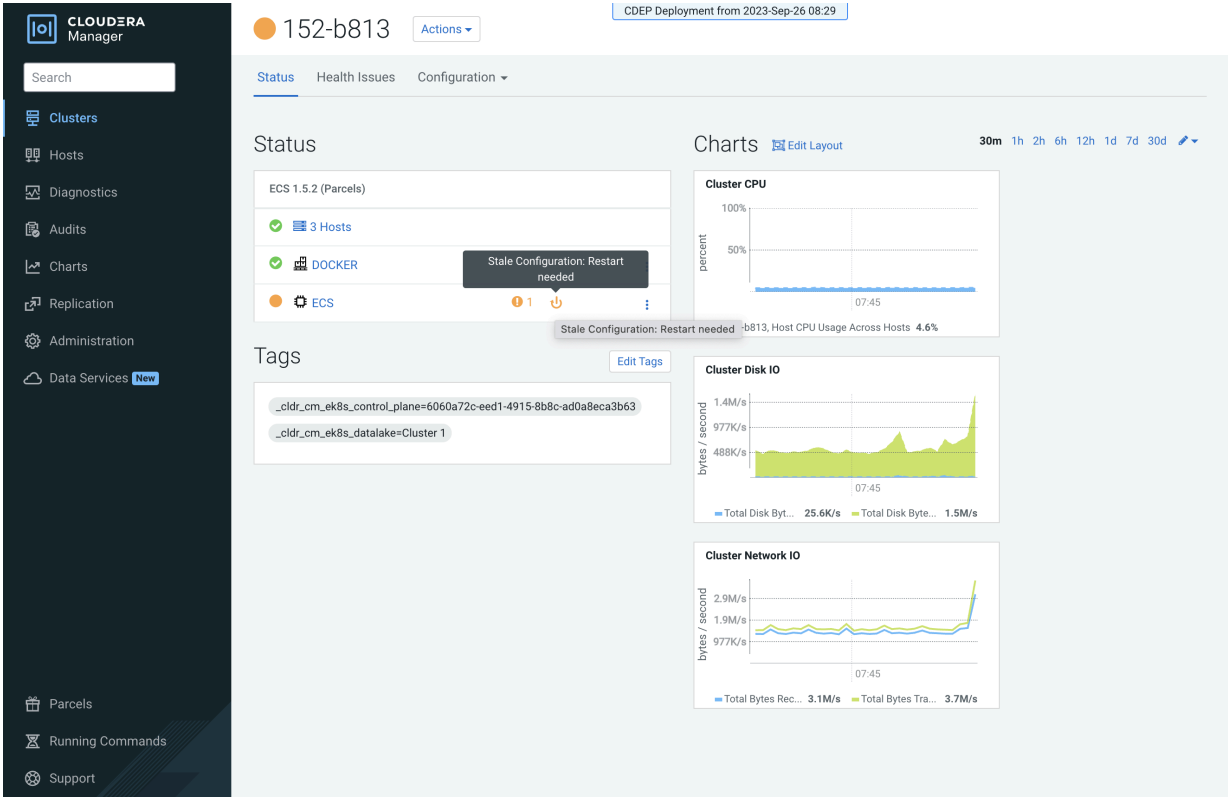 CLOUDERA
Manager
Search
Clusters
Hosts
Diagnostics
Audits
Charts
Replication
Administration
Data Services New
Parcels
Running Commands
Support
CDEP Deployment from 2023-Sep-26 08:29
152-b813
Actions
Status
Health Issues
Configuration
Status
ECS 1.5.2 (Parcels)
3 Hosts
DOCKER
Stale Configuration: Restart
needed
ECS
1
Stale Configuration: Restart needed
Tags
Edit Tags
_cldr_cm_ek8s_control_plane=6060a72c-eed1-4915-8b8c-ad0a8eca3b63
_cldr_cm_ek8s_datalake=Cluster 1
Charts
Edit Layout
30m 1h 2h 6h 12h 1d 7d 30d
Cluster CPU
percent
100%
50%
07:45
-b813, Host CPU Usage Across Hosts 4.6%
Cluster Disk IO
bytes / second
1.4M/s
977K/s
488K/s
07:45
Total Disk Byt... 25.6K/s Total Disk Byte... 1.5M/s
Cluster Network IO
bytes / second
2.9M/s
1.9M/s
977K/s
07:45
Total Bytes Rec... 3.1M/s Total Bytes Tra... 3.7M/s